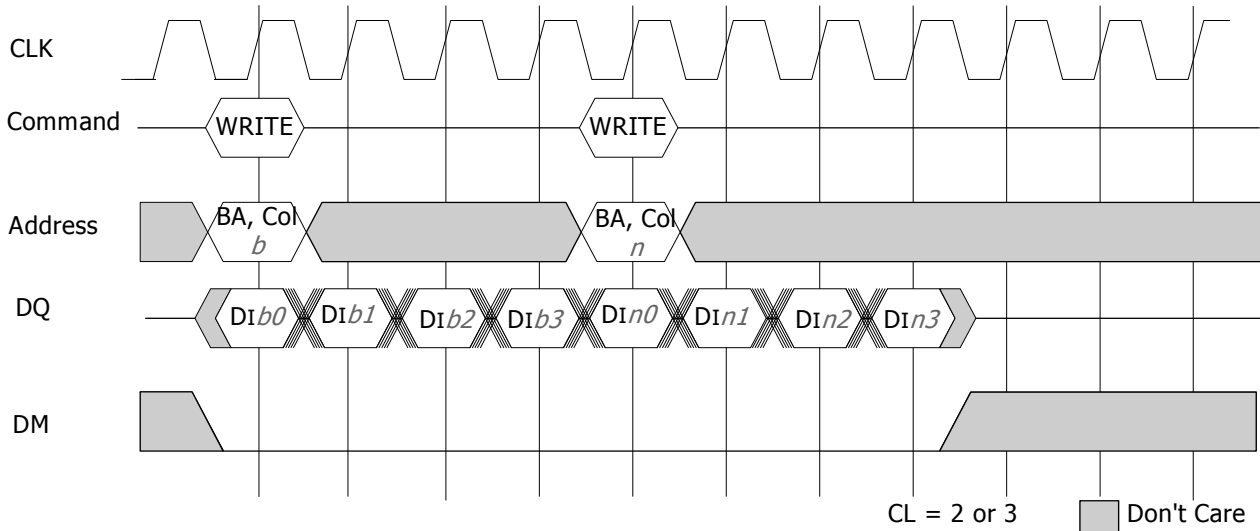 CLK
Command
WRITE
WRITE
Address
BA, Col
b
BA, Col
n
DQ
DIb0
DIb1
DIb2
DIb3
DIn0
DIn1
DIn2
DIn3
DM
CL = 2 or 3
Don't Care